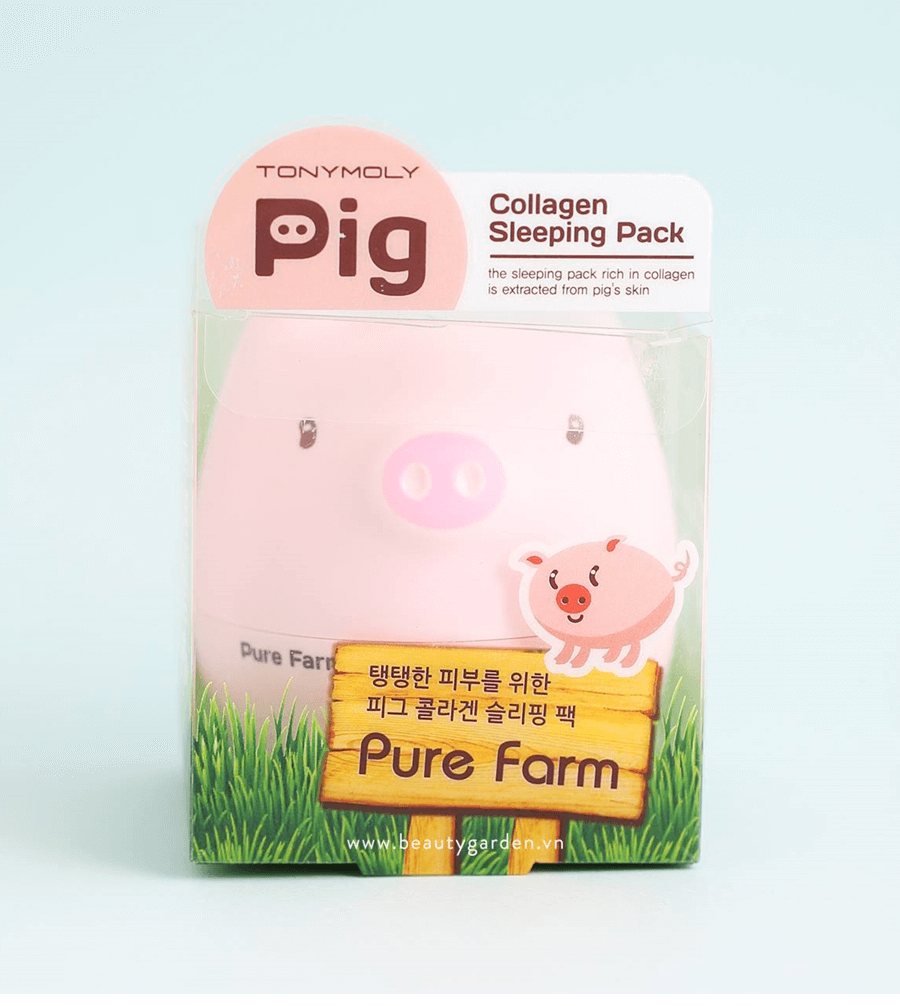 TONYMOLY
Pig
Collagen
Sleeping Pack
the sleeping pack rich in collagen
is extracted from pig's skin
Pure Farm
탱탱한 피부를 위한
피그 콜라겐 슬리핑 팩
Pure Farm
www.beautygarden.vn